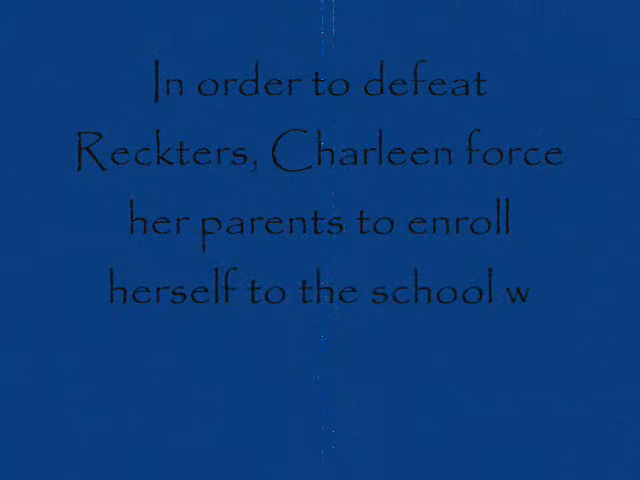 In order to defeat
Reckters, Charleen force
her parents to enroll
herself to the school w